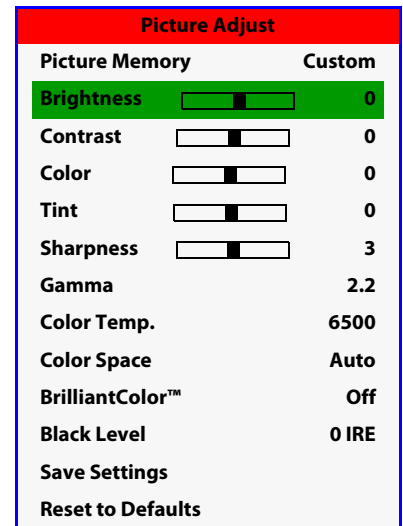 Picture Adjust
Picture Memory Custom
Brightness 0
Contrast 0
Color 0
Tint 0
Sharpness 3
Gamma 2.2
Color Temp. 6500
Color Space Auto
BrilliantColor™ Off
Black Level 0 IRE
Save Settings
Reset to Defaults